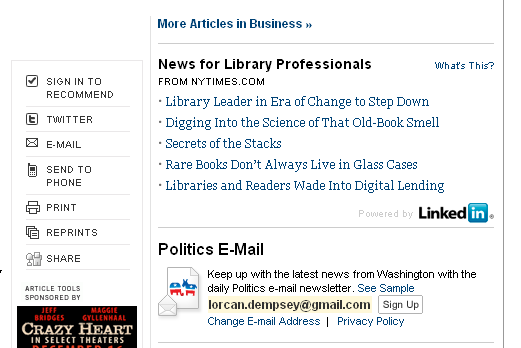 More Articles in Business »
SIGN IN TO
RECOMMEND
TWITTER
E-MAIL
SEND TO
PHONE
PRINT
REPRINTS
SHARE
ARTICLE TOOLS
SPONSORED BY
JEFF BRIDGES MAGGIE GYLLENHAAL
CRAZY HEART
IN SELECT THEATERS
DECEMBER 16
News for Library Professionals What's This?
FROM NYTIMES.COM
· Library Leader in Era of Change to Step Down
· Digging Into the Science of That Old-Book Smell
· Secrets of the Stacks
· Rare Books Don't Always Live in Glass Cases
· Libraries and Readers Wade Into Digital Lending
Powered by Linked in®
Politics E-Mail
Keep up with the latest news from Washington with the
daily Politics e-mail newsletter. See Sample
lorcan.dempsey@gmail.com Sign Up
Change E-mail Address | Privacy Policy